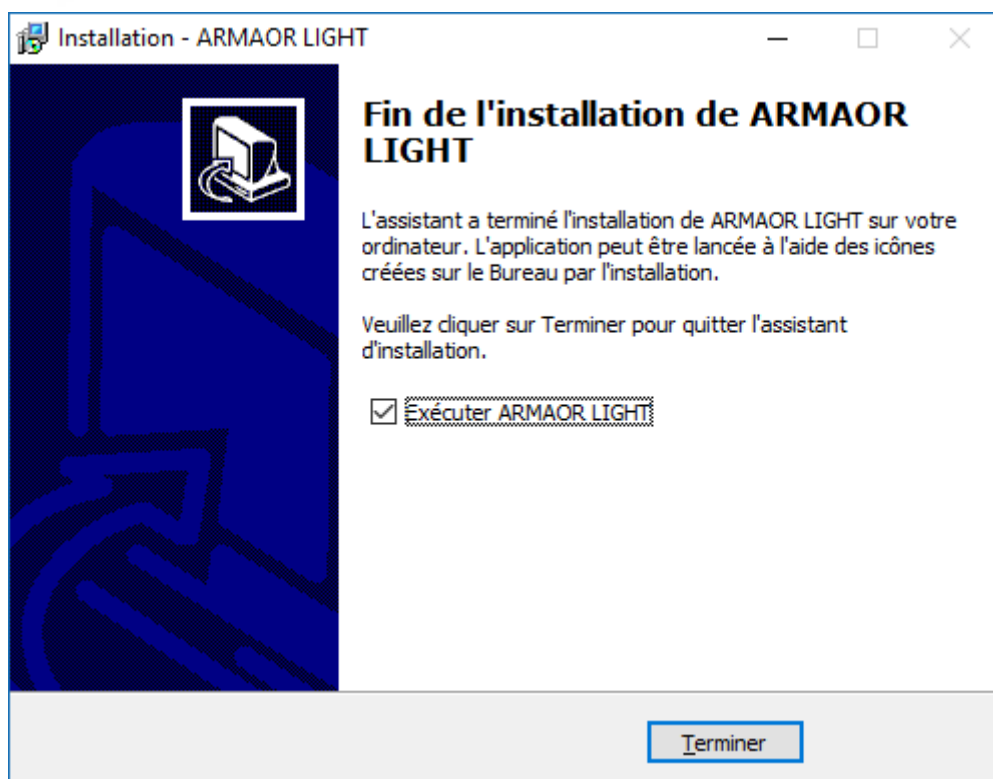 Installation - ARMAOR LIGHT
Fin de l'installation de ARMAOR
LIGHT
L'assistant a terminé l'installation de ARMAOR LIGHT sur votre
ordinateur. L'application peut être lancée à l'aide des icônes
créées sur le Bureau par l'installation.
Veuillez cliquer sur Terminer pour quitter l'assistant
d'installation.
Exécuter ARMAOR LIGHT
Terminer